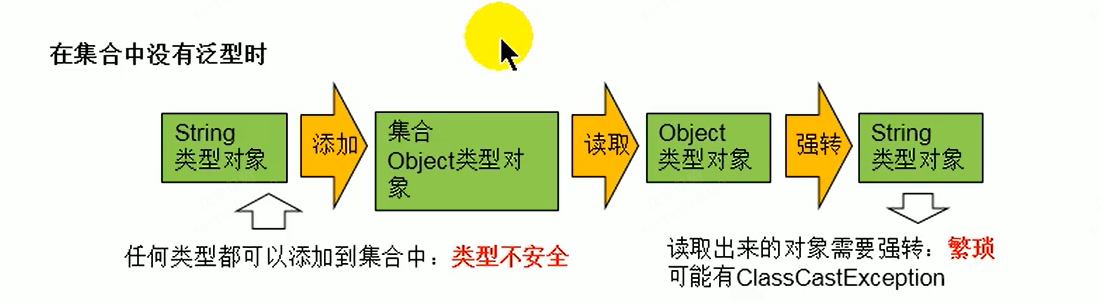 在集合中没有泛型时
String
类型对象
添加
集合
Object类型对
象
读取
Object
类型对象
强转
String
类型对象
任何类型都可以添加到集合中：类型不安全
读取出来的对象需要强转：繁琐
可能有ClassCastException